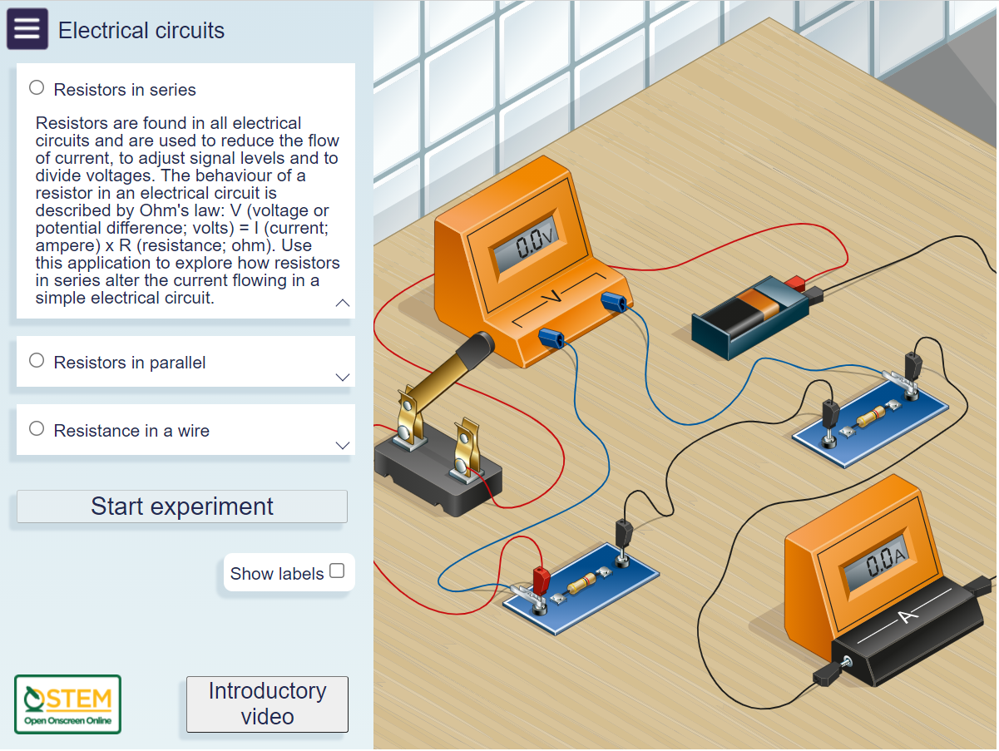 Electrical circuits
Resistors in series
Resistors are found in all electrical
circuits and are used to reduce the flow
of current, to adjust signal levels and to
divide voltages. The behaviour of a
resistor in an electrical circuit is
described by Ohm's law: V (voltage or
potential difference; volts) = I (current;
ampere) x R (resistance; ohm). Use
this application to explore how resistors
in series alter the current flowing in a
simple electrical circuit.
Resistors in parallel
Resistance in a wire
Start experiment
Show labels
OSTEM
Open Onscreen Online
Introductory
video
0.0V
V
0.0A
A